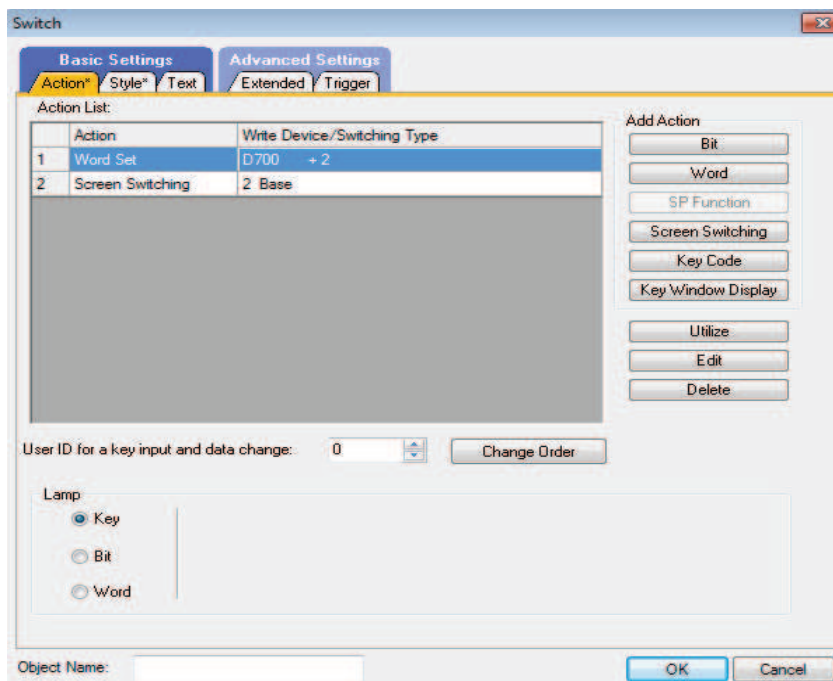 Switch
Basic Settings Advanced Settings
Action* Style* Text Extended Trigger
Action List:
Action Write Device/Switching Type
1 Word Set D700 + 2
2 Screen Switching 2 Base
Add Action
Bit
Word
SP Function
Screen Switching
Key Code
Key Window Display
Utilize
Edit
Delete
User ID for a key input and data change: 0 Change Order
Lamp
Key
Bit
Word
Object Name: OK Cancel